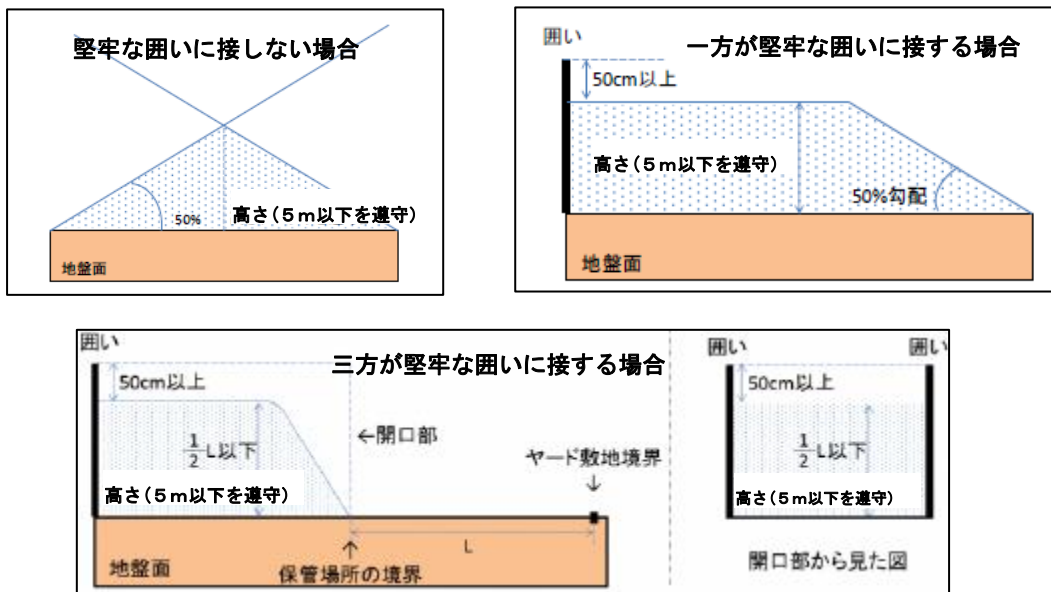 堅牢な囲いに接しない場合
50%
高さ(5m以下を遵守)
地盤面
囲い
一方が堅牢な囲いに接する場合
50cm以上
高さ(5m以下を遵守)
50%勾配
地盤面
囲い
三方が堅牢な囲いに接する場合
50cm以上
1/2 L以下
高さ(5m以下を遵守)
←開口部
ヤード敷地境界
↓
L
↑
地盤面
保管場所の境界
囲い
囲い
50cm以上
1/2 L以下
高さ(5m以下を遵守)
開口部から見た図